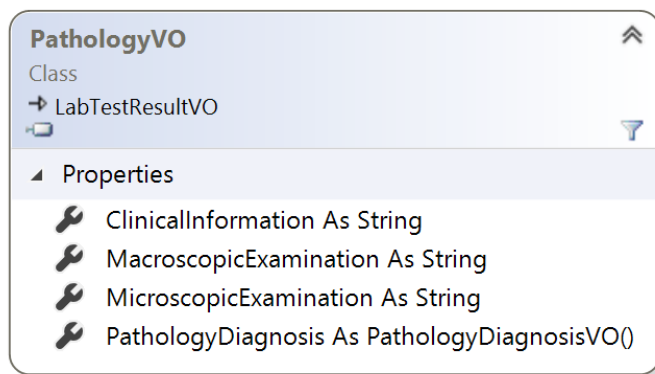 PathologyVO
Class
LabTestResultVO
Properties
ClinicalInformation As String
MacroscopicExamination As String
MicroscopicExamination As String
PathologyDiagnosis As PathologyDiagnosisVO()